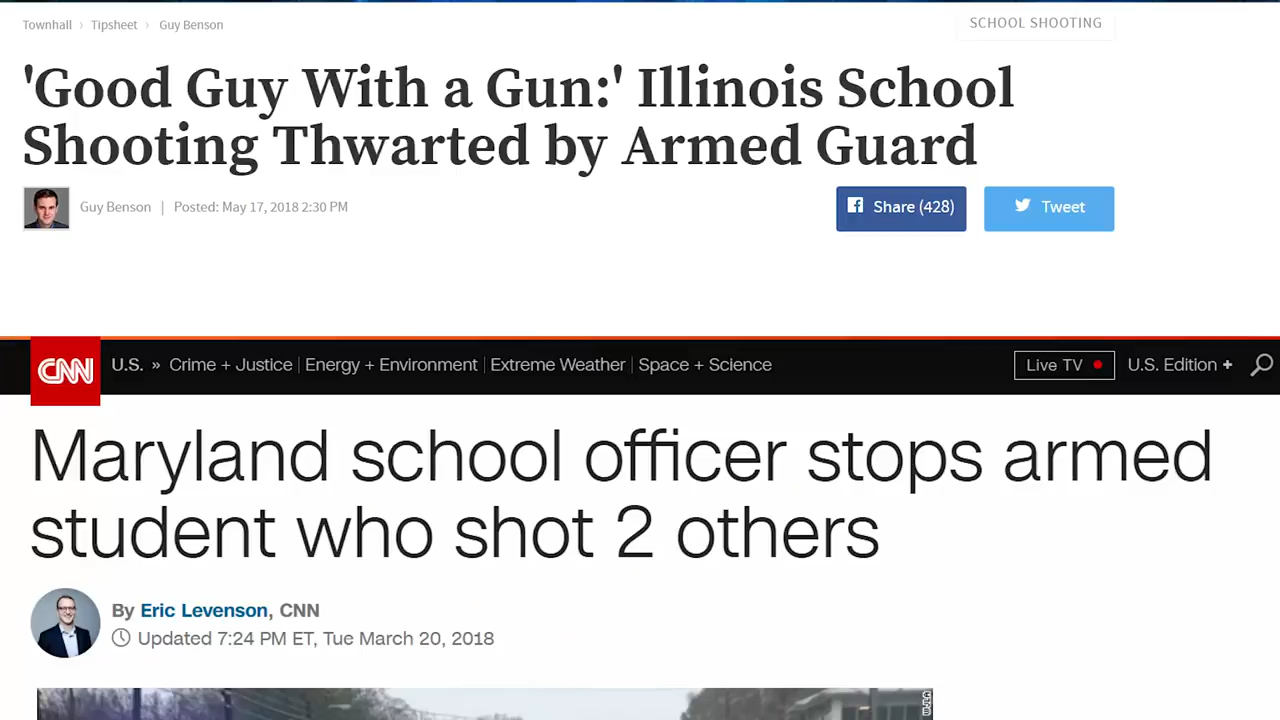 Townhall › Tipsheet › Guy Benson
SCHOOL SHOOTING
'Good Guy With a Gun:' Illinois School
Shooting Thwarted by Armed Guard
Guy Benson | Posted: May 17, 2018 2:30 PM
Share (428)
Tweet
CNN
U.S. » Crime + Justice | Energy + Environment | Extreme Weather | Space + Science
Live TV
U.S. Edition +
Maryland school officer stops armed
student who shot 2 others
By Eric Levenson, CNN
Updated 7:24 PM ET, Tue March 20, 2018